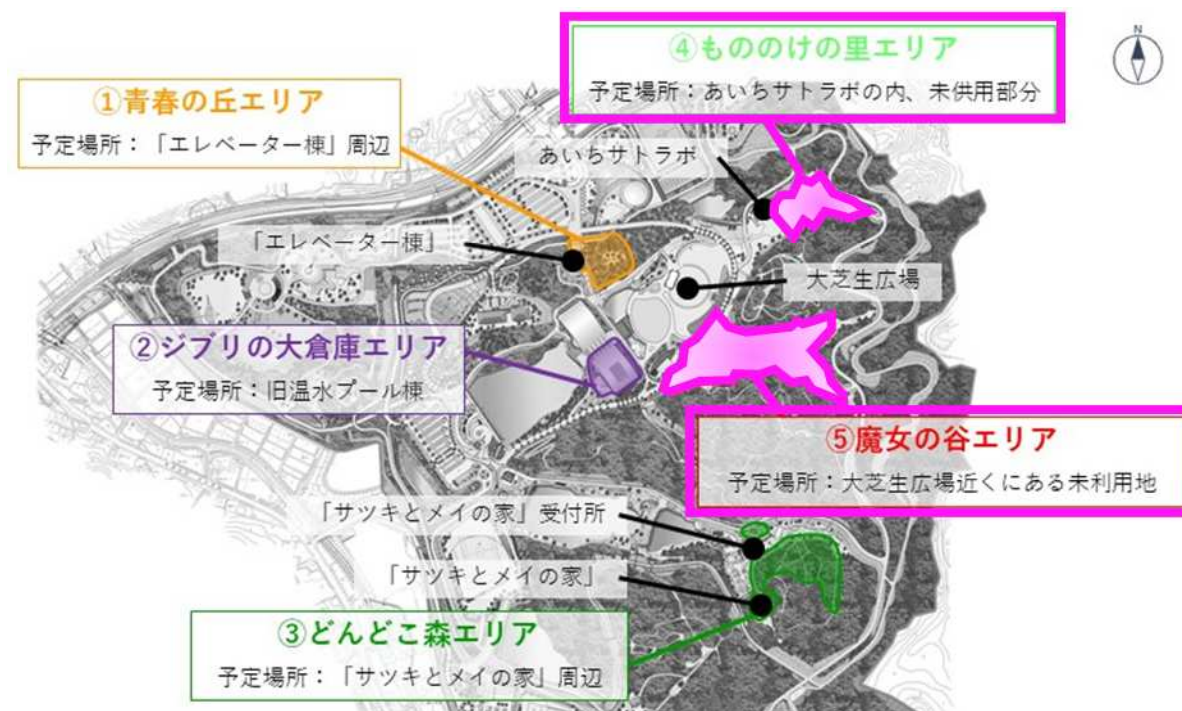 ④もののけの里エリア
予定場所：あいちサトラボの内、未供用部分
N
①青春の丘エリア
予定場所：「エレベーター棟」周辺
あいちサトラボ
「エレベーター棟」
大芝生広場
②ジブリの大倉庫エリア
予定場所：旧温水プール棟
⑤魔女の谷エリア
予定場所：大芝生広場近くにある未利用地
「サツキとメイの家」受付所
「サツキとメイの家」
③どんどこ森エリア
予定場所：「サツキとメイの家」周辺